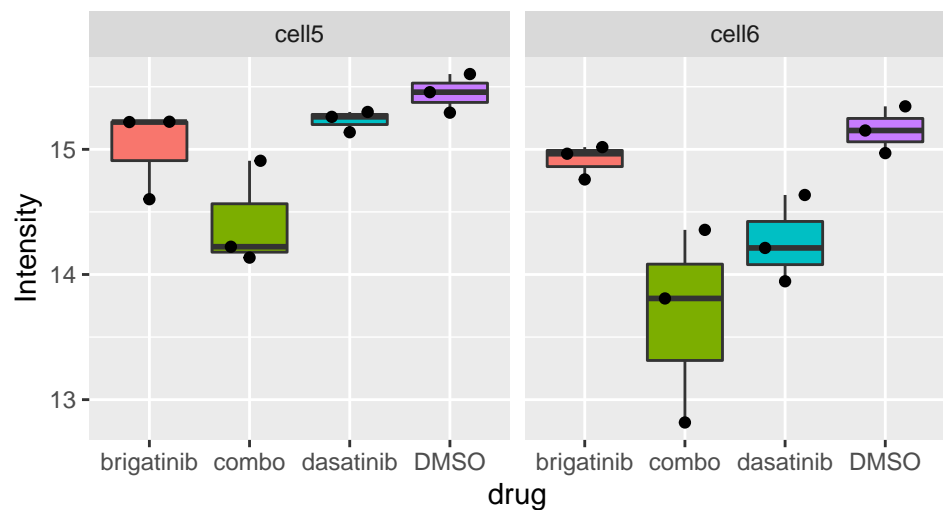 cell5 cell6
15
14
13
Intensity
brigatinib combo dasatinib DMSO brigatinib combo dasatinib DMSO
drug